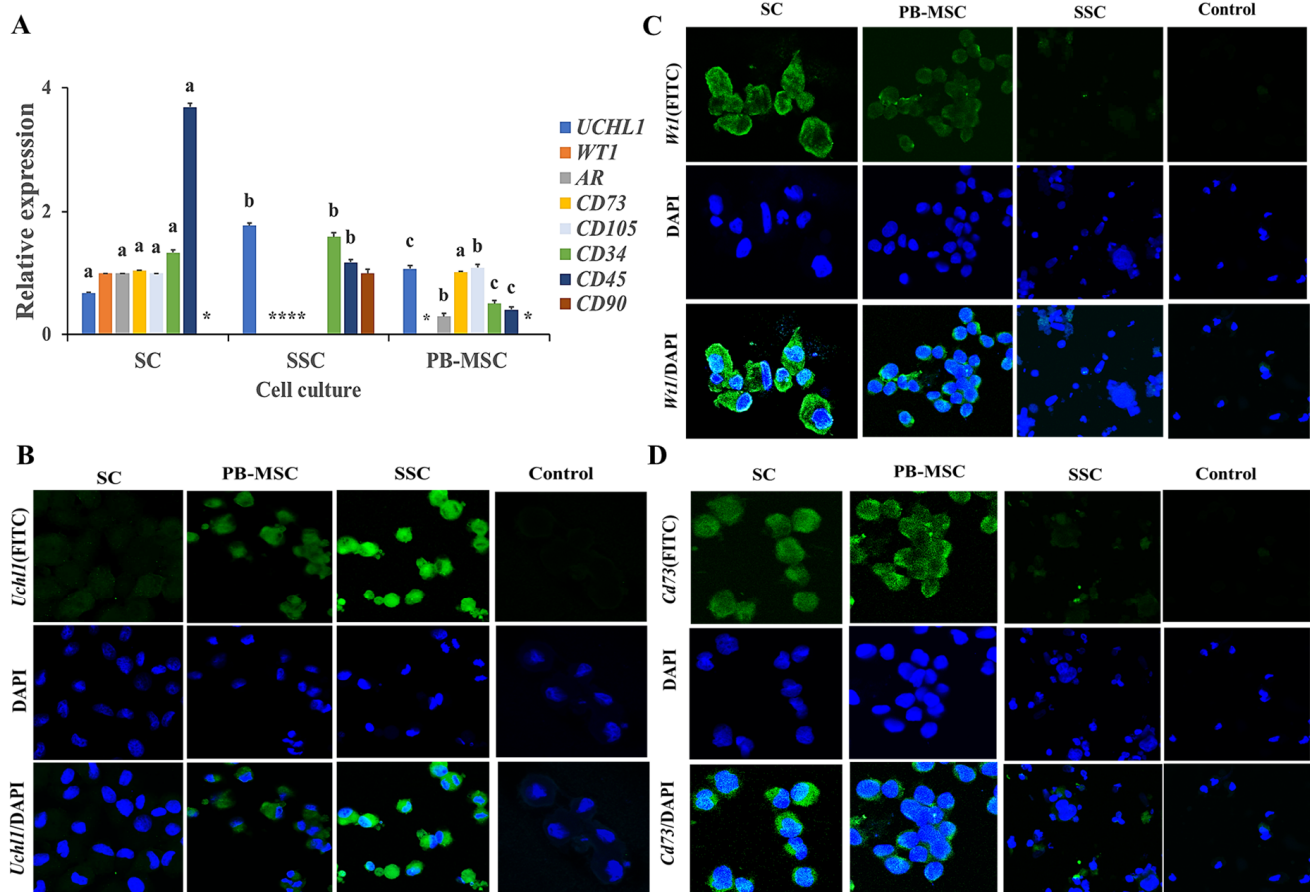 A
Relative expression
4
2
0
a
a
a
a
a
a
*
b
****
b
b
c
*
b
a
b
c
c
*
SC
SSC
PB-MSC
Cell culture
UCHL1
WT1
AR
CD73
CD105
CD34
CD45
CD90
B
SC
PB-MSC
SSC
Control
Uchl1(FITC)
DAPI
Uchl1/DAPI
C
SC
PB-MSC
SSC
Control
Wt1(FITC)
DAPI
Wt1/DAPI
D
SC
PB-MSC
SSC
Control
Cd73(FITC)
DAPI
Cd73/DAPI